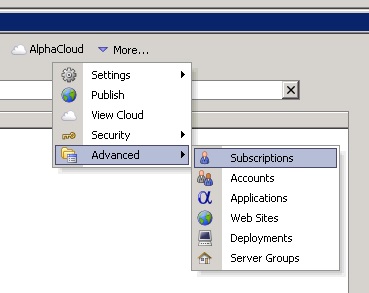 AlphaCloud More...
Settings
Publish
View Cloud
Security
Advanced
Subscriptions
Accounts
Applications
Web Sites
Deployments
Server Groups